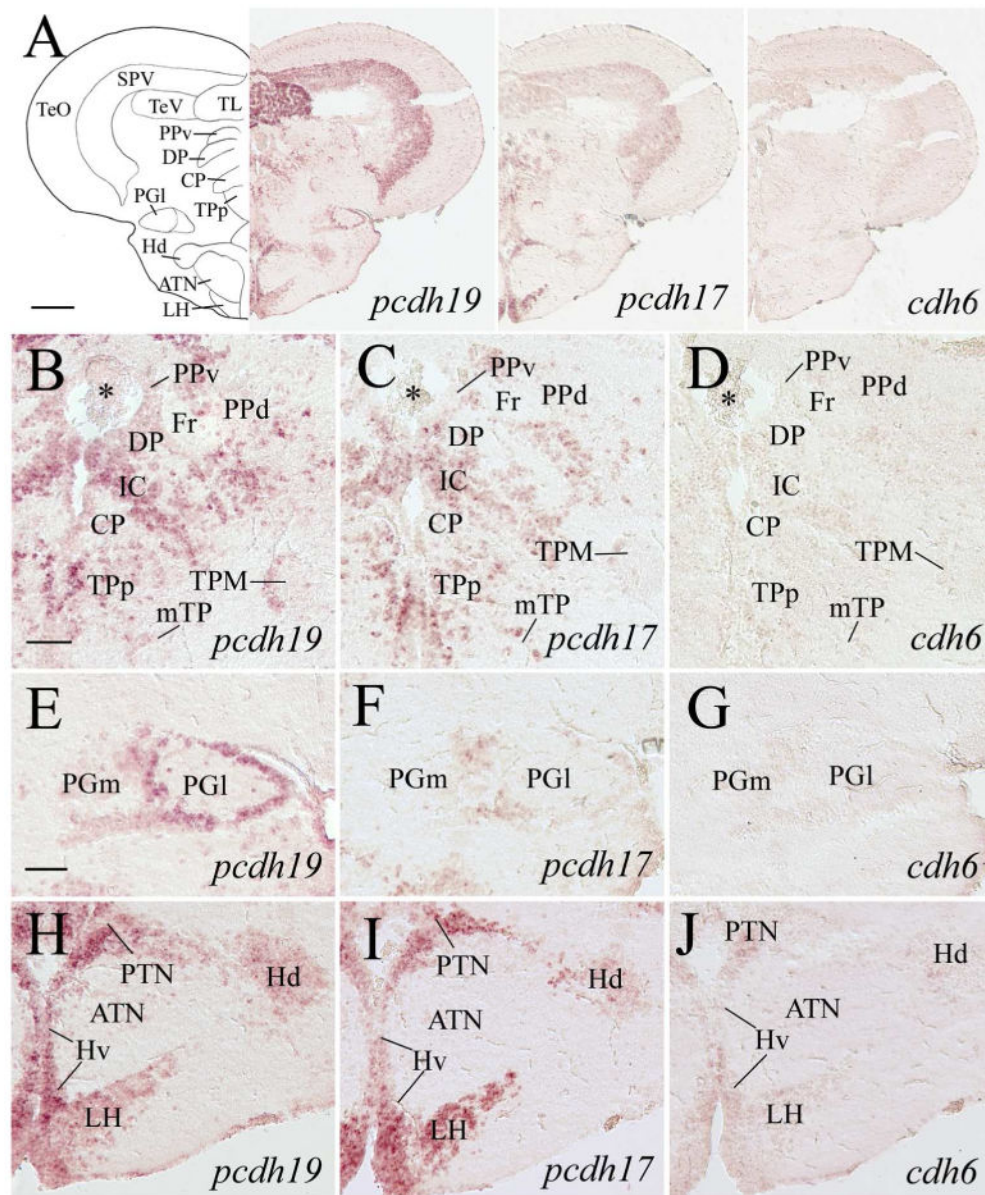 A
SPV
TeO
TeV
TL
PPv
DP
CP
PGl
TPp
Hd
ATN
LH
pcdh19
pcdh17
cdh6
B
*
PPv
Fr
PPd
DP
IC
CP
TPM
TPp
mTP
pcdh19
C
*
PPv
Fr
PPd
DP
IC
CP
TPM
TPp
mTP
pcdh17
D
*
PPv
PPd
Fr
DP
IC
CP
TPM
TPp
mTP
cdh6
E
PGm
PGl
pcdh19
F
PGm
PGl
pcdh17
G
PGm
PGl
cdh6
H
PTN
Hd
ATN
Hv
LH
pcdh19
I
PTN
Hd
ATN
Hv
LH
pcdh17
J
PTN
Hd
ATN
Hv
LH
cdh6